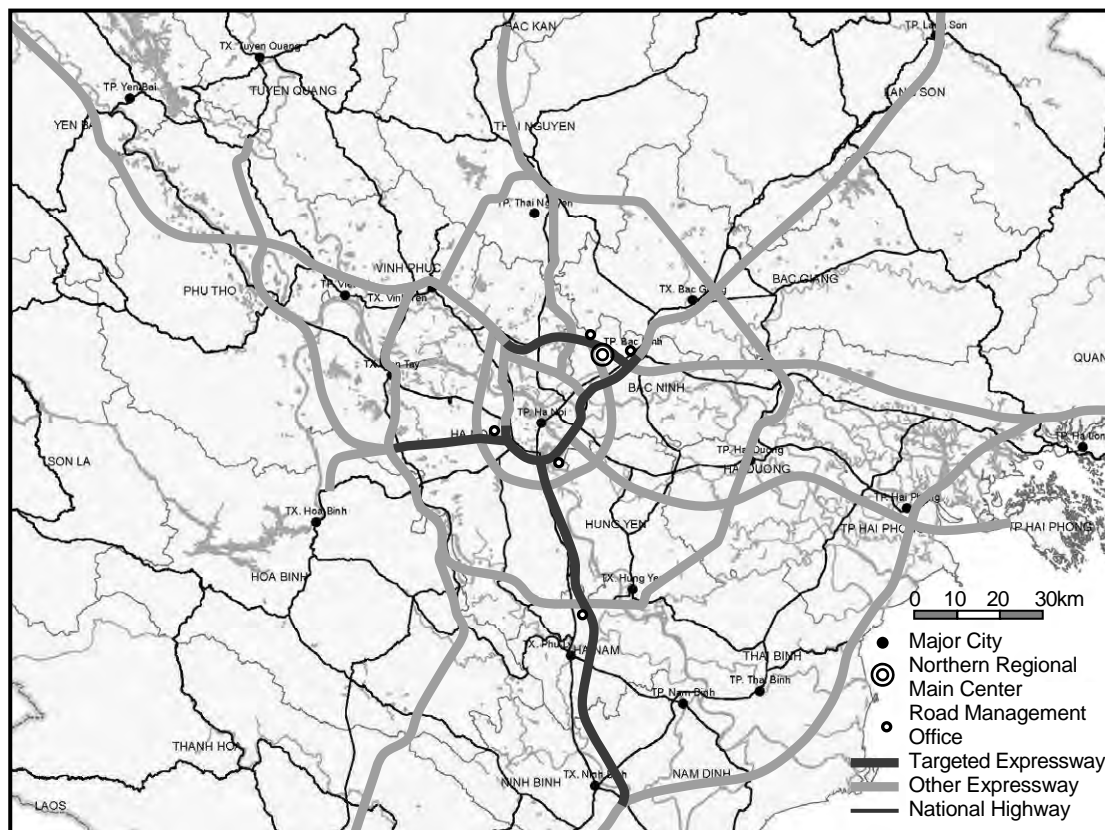 BAC KAN
TP. Lang Son
TX. Tuyen Quang
TP. Yen Bai
TUYEN QUANG
LANG SON
YEN BAI
THAI NGUYEN
TP. Thai Nguyen
VINH PHUC
BAC GIANG
PHU THO
TX. Vinh Yen
TX. Bac Giang
TP. Bac Ninh
QUAN
BAC NINH
TP. Ha Noi
TP. Ha Long
TP. Hai Duong
HAI DUONG
SON LA
TP. Hai Phong
TX. Hoa Binh
HUNG YEN
TP HAI PHONG
HOA BINH
TX. Hung Yen
0 10 20 30km
Major City
Northern Regional
Main Center
Road Management
Office
Targeted Expressway
Other Expressway
National Highway
TX. Phu Ly
HA NAM
THAI BINH
TP. Thai Binh
TP. Nam Dinh
THANH HOA
NINH BINH
TX. Ninh Binh
NAM DINH
LAOS